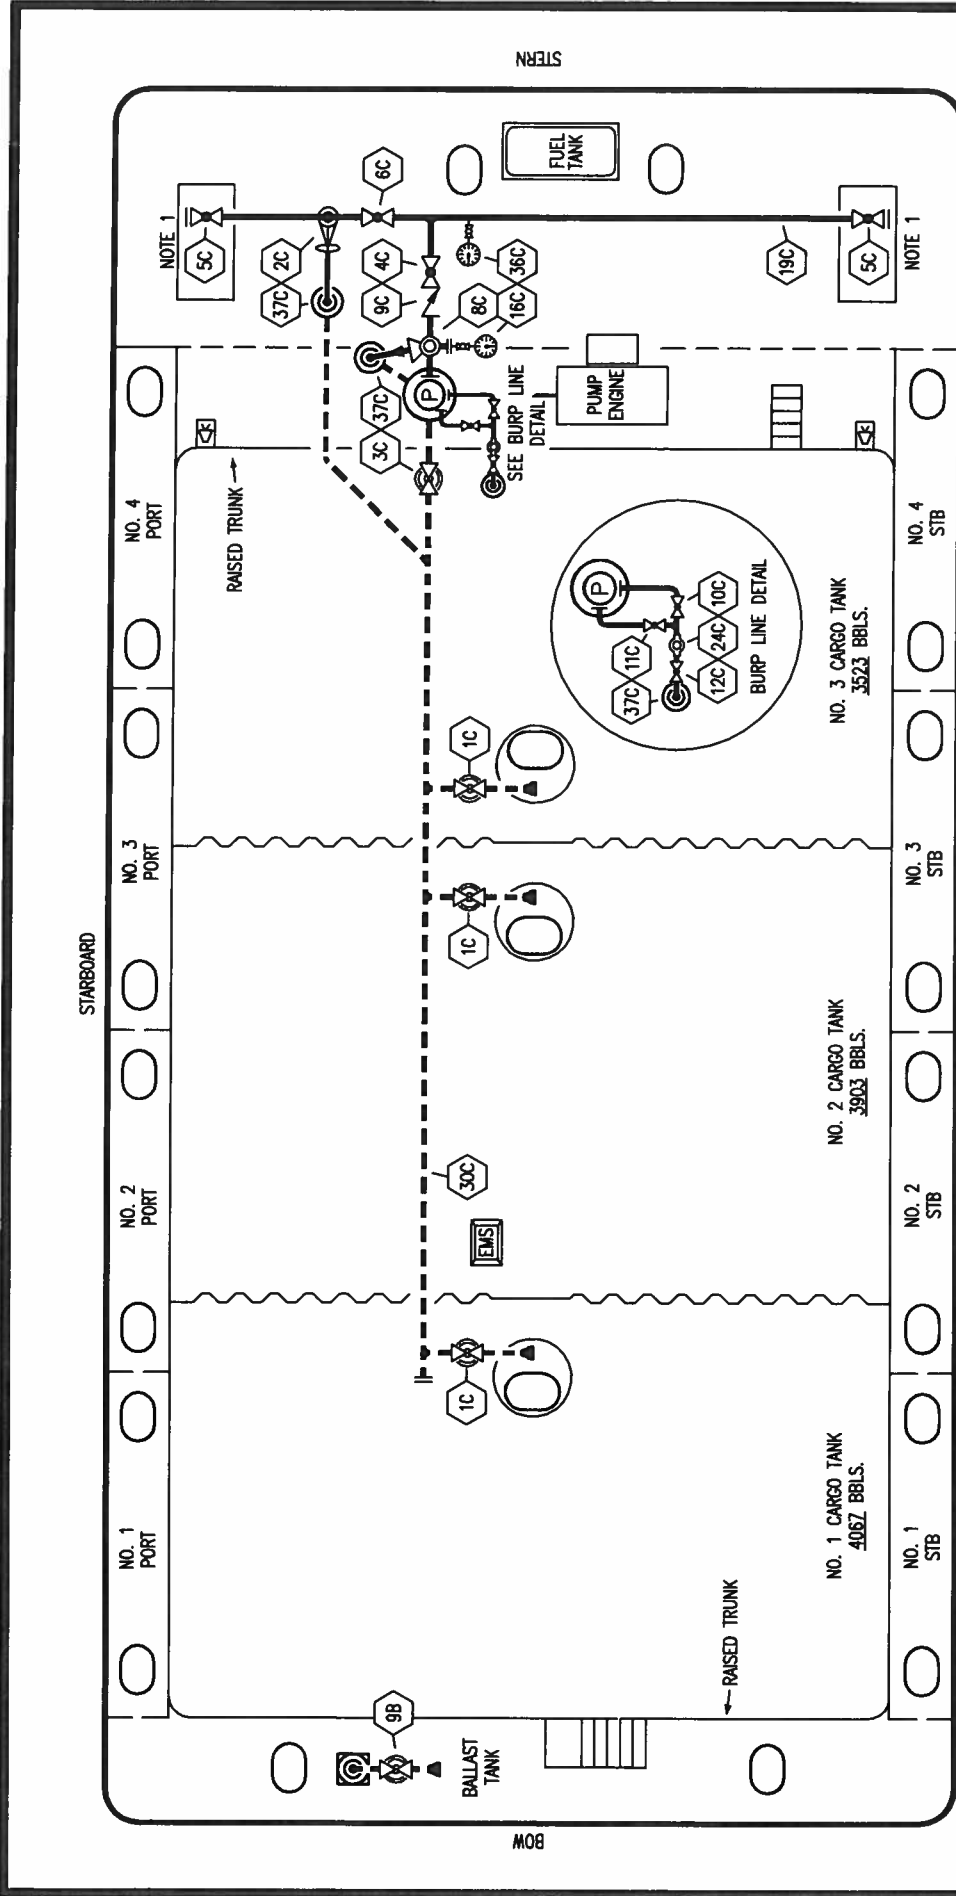 STARBOARD
STERN
BOW
NO. 1
PORT
NO. 2
PORT
NO. 3
PORT
NO. 4
PORT
RAISED TRUNK
NOTE 1
5C
2C
37C
6C
4C
9C
8C
16C
36C
37C
3C
P
SEE BURP LINE
DETAIL
PUMP
ENGINE
FUEL
TANK
19C
5C
NOTE 1
9B
BALLAST
TANK
1C
EMS
30C
1C
1C
P
11C
37C
10C
24C
12C
BURP LINE DETAIL
RAISED TRUNK
NO. 1 CARGO TANK
4067 BBLS.
NO. 2 CARGO TANK
3903 BBLS.
NO. 3 CARGO TANK
3523 BBLS.
NO. 1
STB
NO. 2
STB
NO. 3
STB
NO. 4
STB